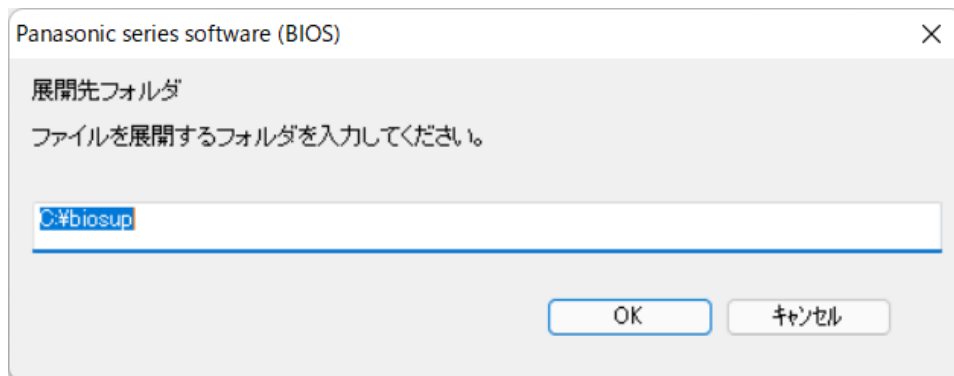 Panasonic series software (BIOS)
展開先フォルダ
ファイルを展開するフォルダを入力してください。
C:¥biosup
OK
キャンセル